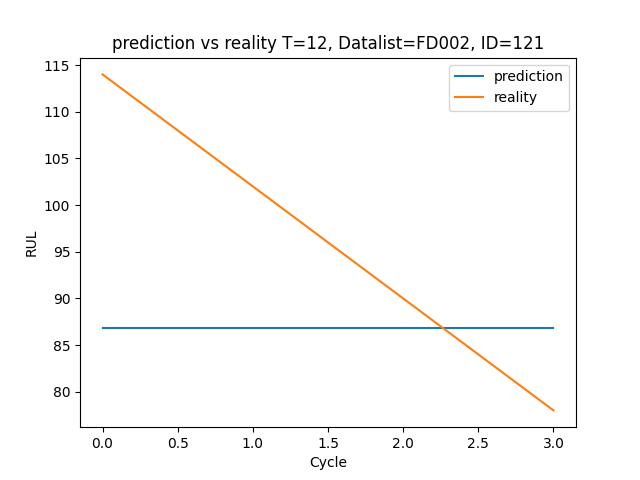 prediction vs reality T=12, Datalist=FD002, ID=121
115
110
105
100
95
90
85
80
RUL
prediction
reality
0.0 0.5 1.0 1.5 2.0 2.5 3.0
Cycle